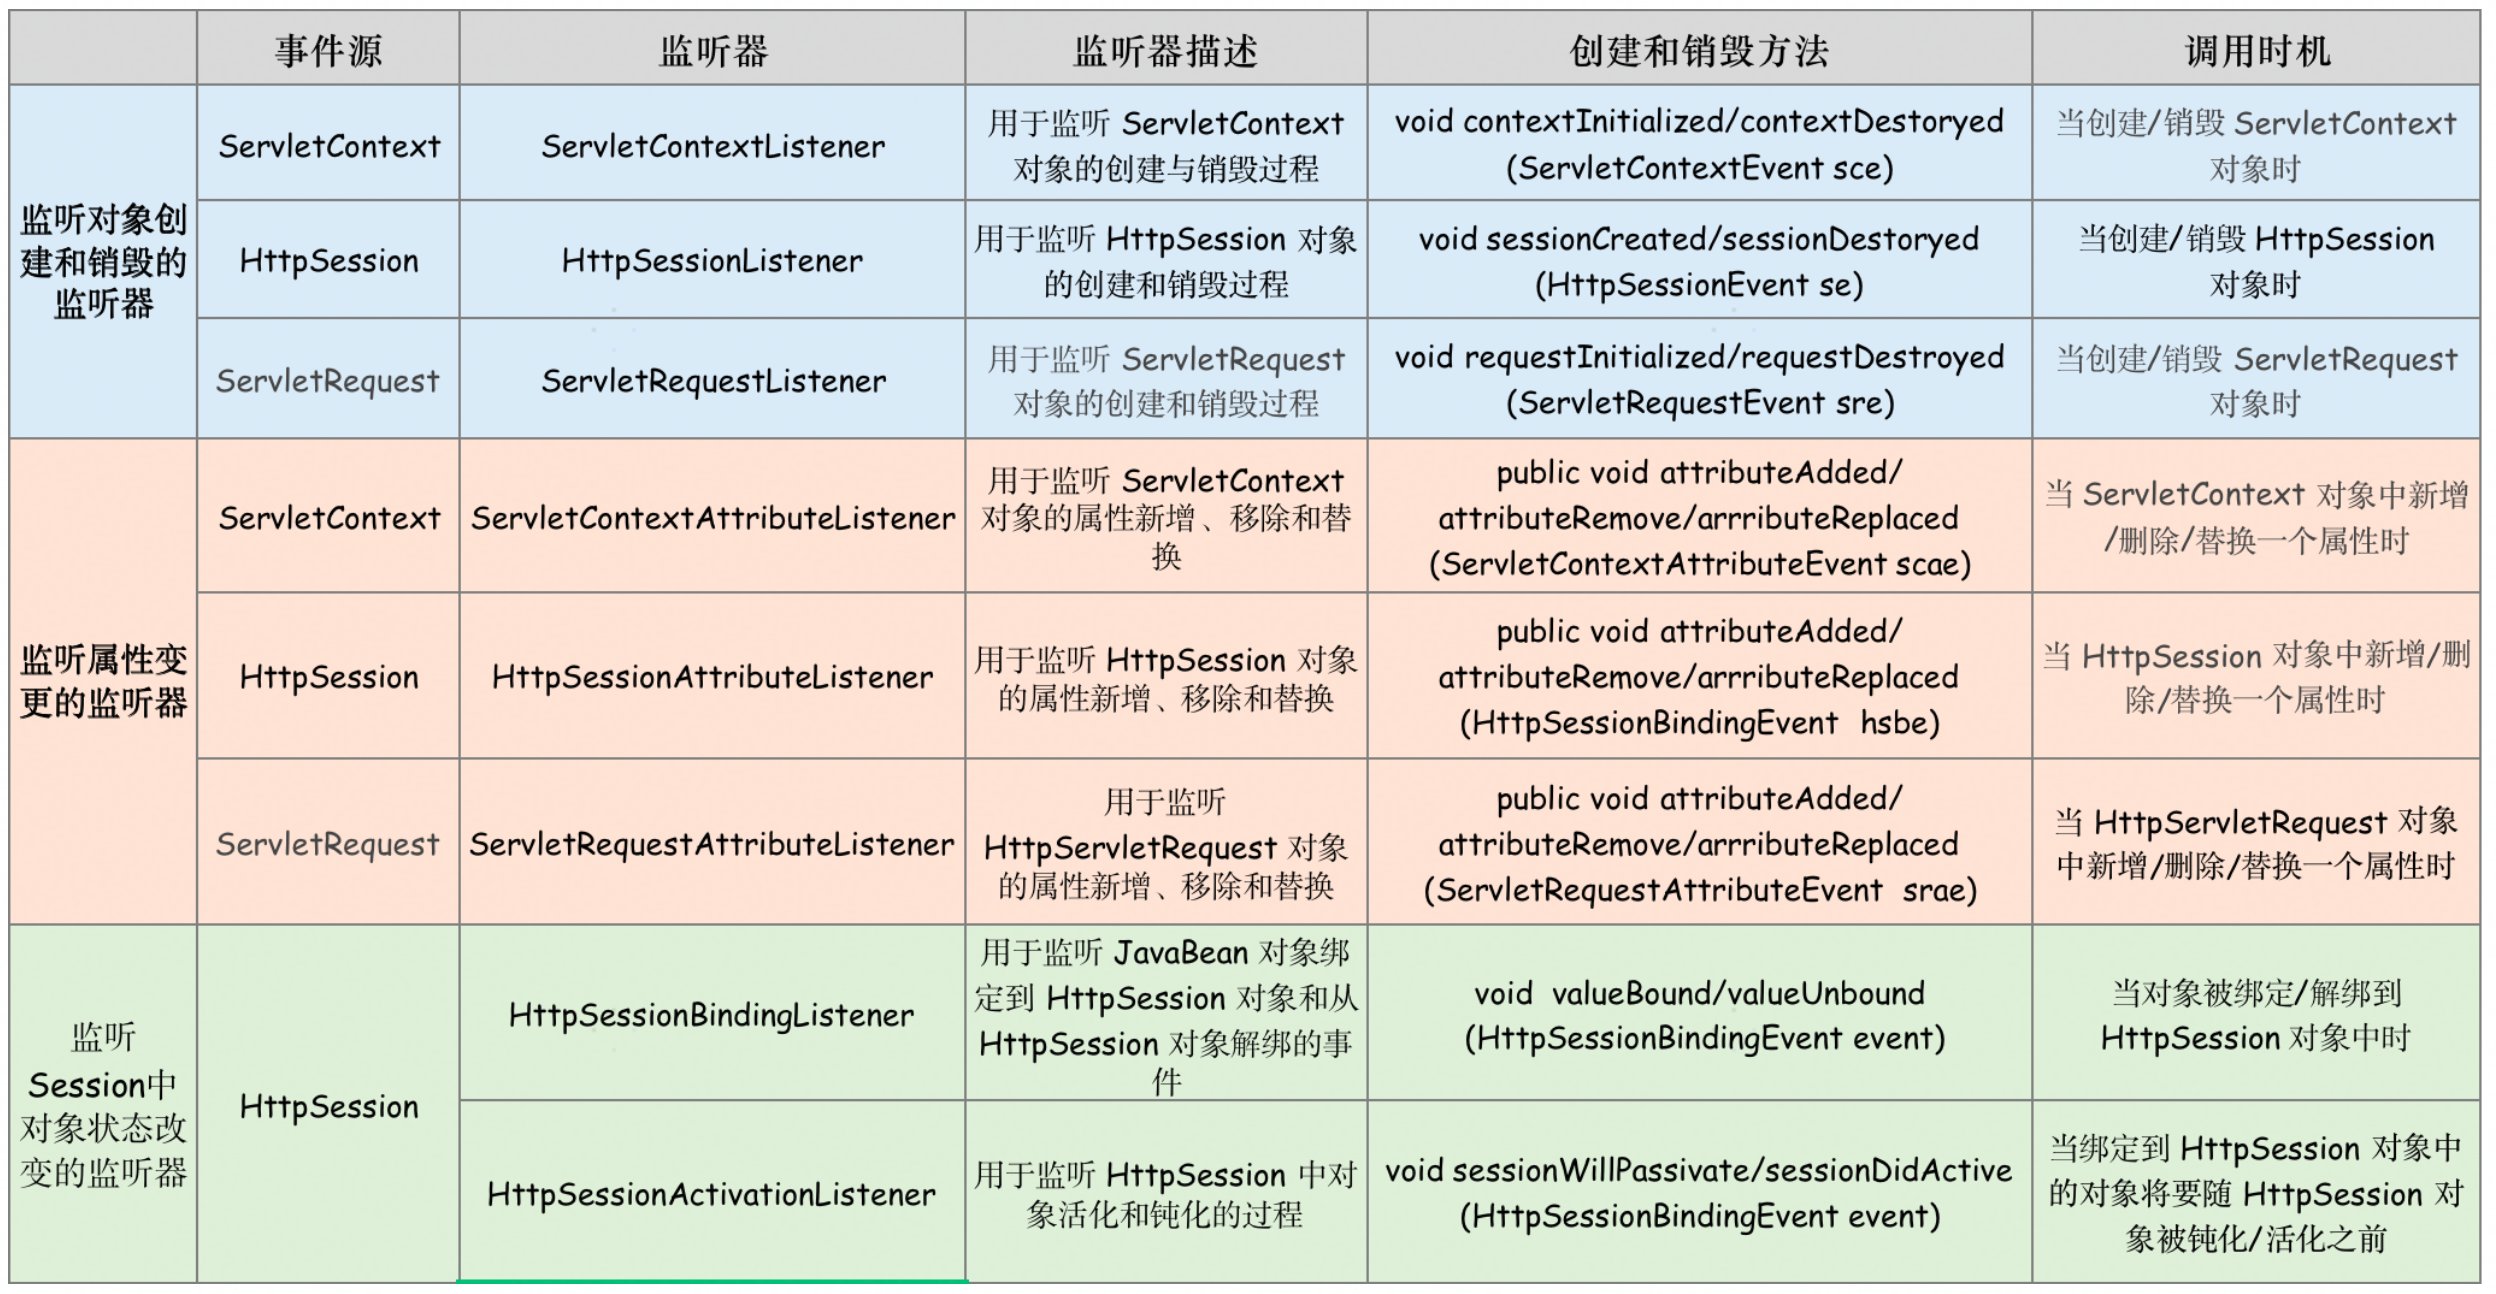 事件源
监听器
监听器描述
创建和销毁方法
调用时机
监听对象创
建和销毁的
监听器
ServletContext
ServletContextListener
用于监听 ServletContext
对象的创建与销毁过程
void contextInitialized/contextDestoryed
(ServletContextEvent sce)
当创建/销毁 ServletContext
对象时
HttpSession
HttpSessionListener
用于监听 HttpSession 对象
的创建和销毁过程
void sessionCreated/sessionDestoryed
(HttpSessionEvent se)
当创建/销毁 HttpSession
对象时
ServletRequest
ServletRequestListener
用于监听 ServletRequest
对象的创建和销毁过程
void requestInitialized/requestDestroyed
(ServletRequestEvent sre)
当创建/销毁 ServletRequest
对象时
监听属性变
更的监听器
ServletContext
ServletContextAttributeListener
用于监听 ServletContext
对象的属性新增、移除和替
换
public void attributeAdded/
attributeRemove/arrributeReplaced
(ServletContextAttributeEvent scae)
当 ServletContext 对象中新增
/删除/替换一个属性时
HttpSession
HttpSessionAttributeListener
用于监听 HttpSession 对象
的属性新增、移除和替换
public void attributeAdded/
attributeRemove/arrributeReplaced
(HttpSessionBindingEvent hsbe)
当 HttpSession 对象中新增/删
除/替换一个属性时
ServletRequest
ServletRequestAttributeListener
用于监听
HttpServletRequest 对象
的属性新增、移除和替换
public void attributeAdded/
attributeRemove/arrributeReplaced
(ServletRequestAttributeEvent srae)
当 HttpServletRequest 对象
中新增/删除/替换一个属性时
监听
Session中
对象状态改
变的监听器
HttpSession
HttpSessionBindingListener
用于监听 JavaBean 对象绑
定到 HttpSession 对象和从
HttpSession 对象解绑的事
件
void valueBound/valueUnbound
(HttpSessionBindingEvent event)
当对象被绑定/解绑到
HttpSession 对象中时
HttpSessionActivationListener
用于监听 HttpSession 中对
象活化和钝化的过程
void sessionWillPassivate/sessionDidActive
(HttpSessionBindingEvent event)
当绑定到 HttpSession 对象中
的对象将要随 HttpSession 对
象被钝化/活化之前